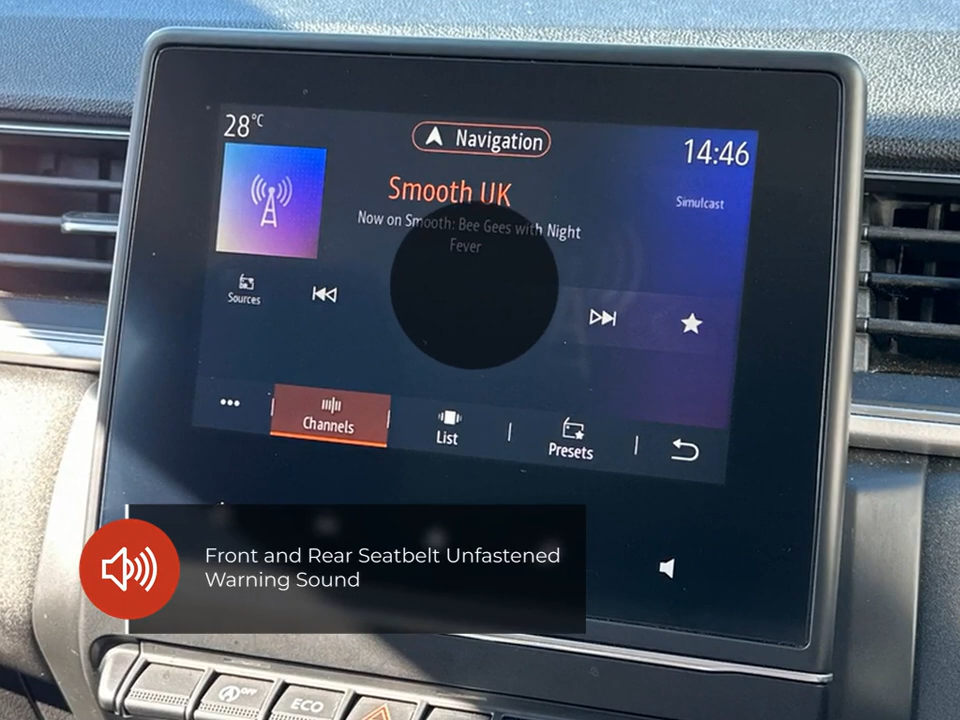 28°C
Navigation
14:46
Smooth UK
Simulcast
Now on Smooth: Bee Gees with Night
Fever
Sources
Channels
List
Presets
Front and Rear Seatbelt Unfastened
Warning Sound
OFF
ECO